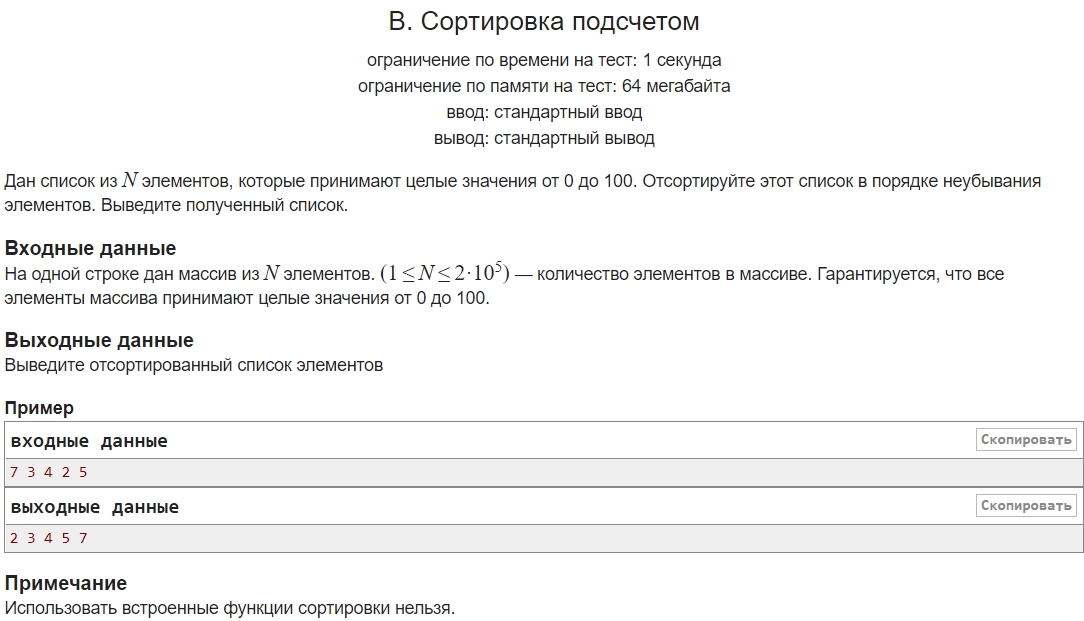 В. Сортировка подсчетом
ограничение по времени на тест: 1 секунда
ограничение по памяти на тест: 64 мегабайта
ввод: стандартный ввод
вывод: стандартный вывод
Дан список из N элементов, которые принимают целые значения от 0 до 100. Отсортируйте этот список в порядке неубывания
элементов. Выведите полученный список.
Входные данные
На одной строке дан массив из N элементов. (1 ≤ N ≤ 2·10⁵) — количество элементов в массиве. Гарантируется, что все
элементы массива принимают целые значения от 0 до 100.
Выходные данные
Выведите отсортированный список элементов
Пример
входные данные Скопировать
7 3 4 2 5
выходные данные Скопировать
2 3 4 5 7
Примечание
Использовать встроенные функции сортировки нельзя.